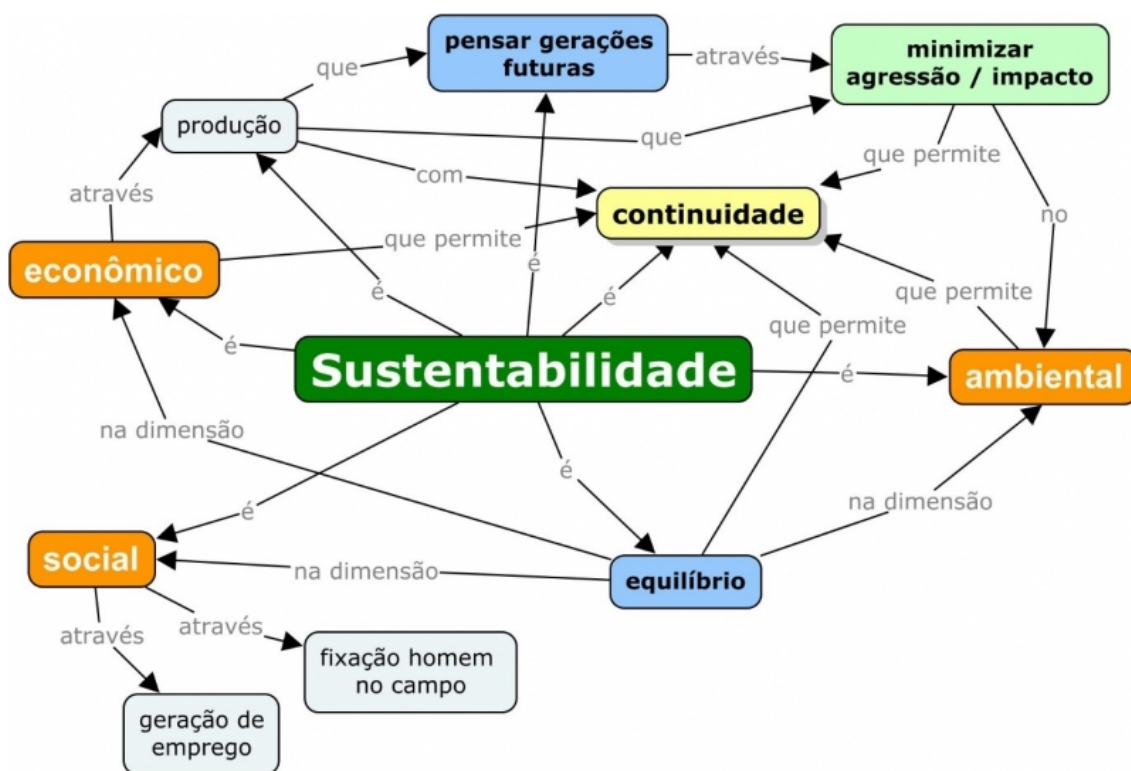 pensar gerações
futuras
através
minimizar
agressão / impacto
que
produção
que
que permite
através
com
continuidade
no
econômico
que permite
é
que permite
é
é
que permite
é
Sustentabilidade
é
ambiental
na dimensão
é
na dimensão
é
social
na dimensão
equilíbrio
através
através
fixação homem
no campo
geração de
emprego